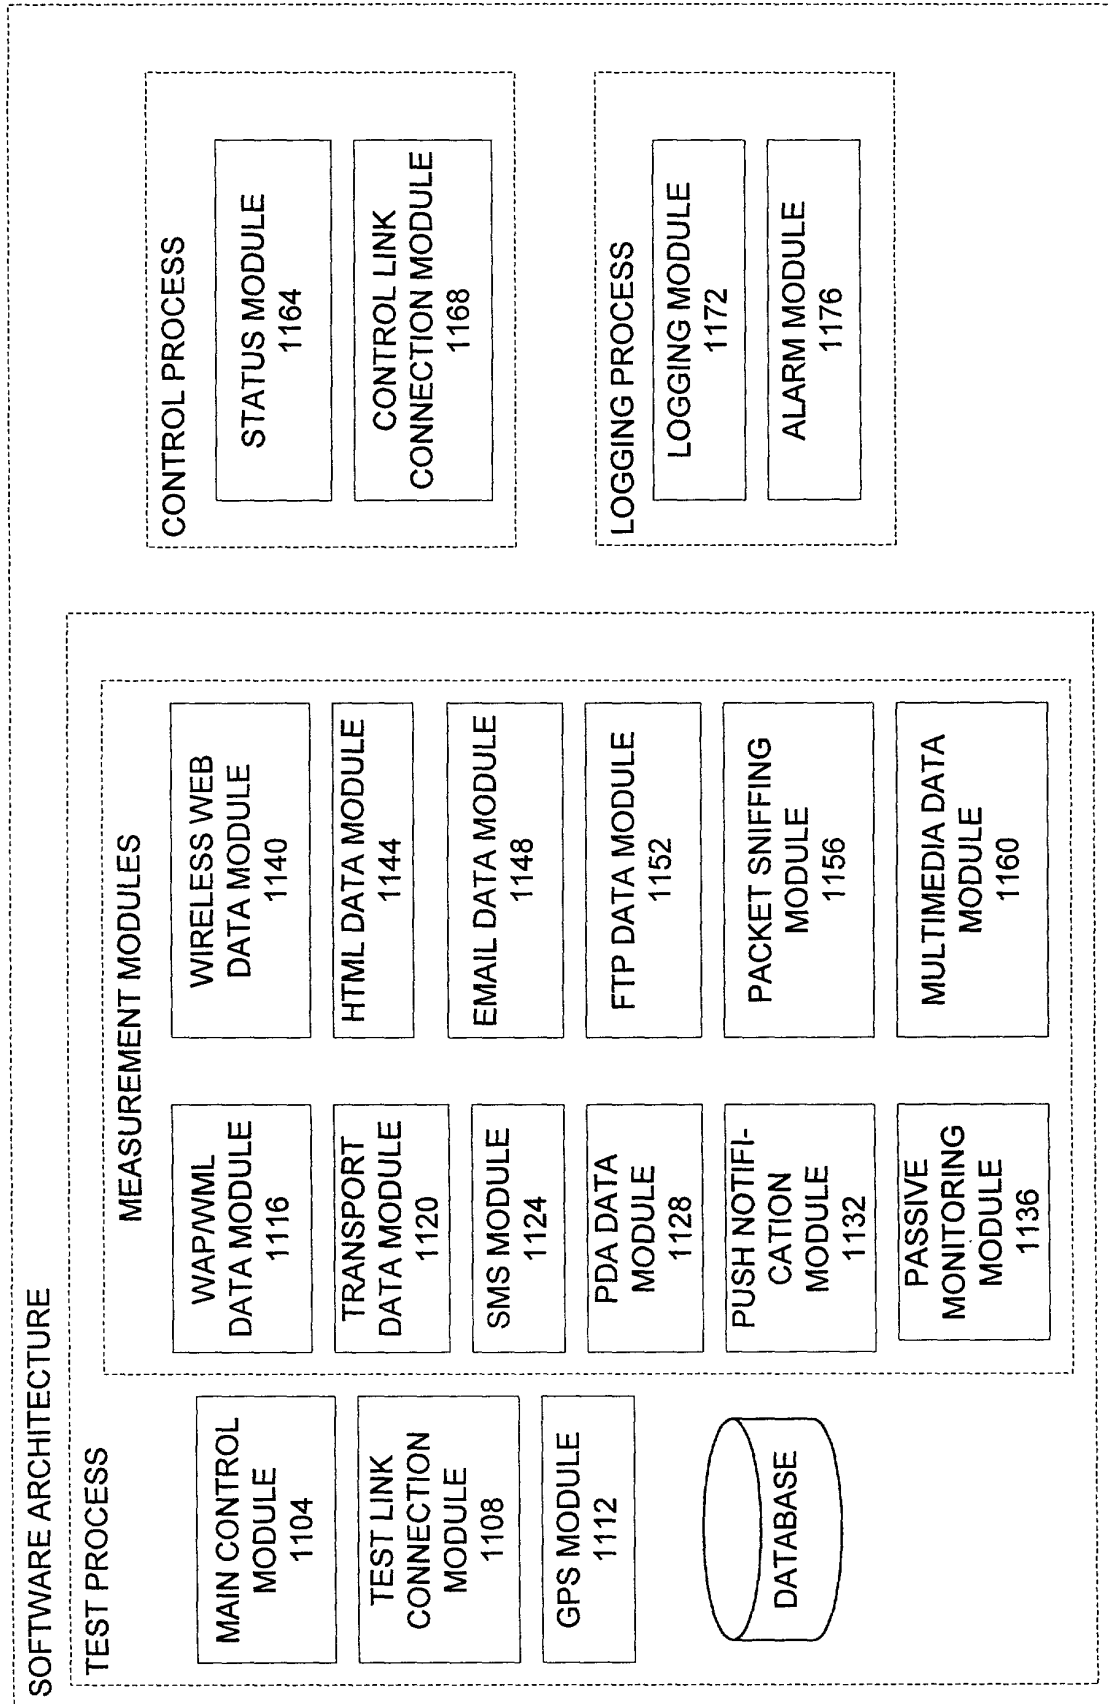 SOFTWARE ARCHITECTURE
TEST PROCESS
MAIN CONTROL
MODULE
1104
TEST LINK
CONNECTION
MODULE
1108
GPS MODULE
1112
DATABASE
MEASUREMENT MODULES
WAP/WML
DATA MODULE
1116
TRANSPORT
DATA MODULE
1120
SMS MODULE
1124
PDA DATA
MODULE
1128
PUSH NOTIFI-
CATION
MODULE
1132
PASSIVE
MONITORING
MODULE
1136
WIRELESS WEB
DATA MODULE
1140
HTML DATA MODULE
1144
EMAIL DATA MODULE
1148
FTP DATA MODULE
1152
PACKET SNIFFING
MODULE
1156
MULTIMEDIA DATA
MODULE
1160
CONTROL PROCESS
STATUS MODULE
1164
CONTROL LINK
CONNECTION MODULE
1168
LOGGING PROCESS
LOGGING MODULE
1172
ALARM MODULE
1176